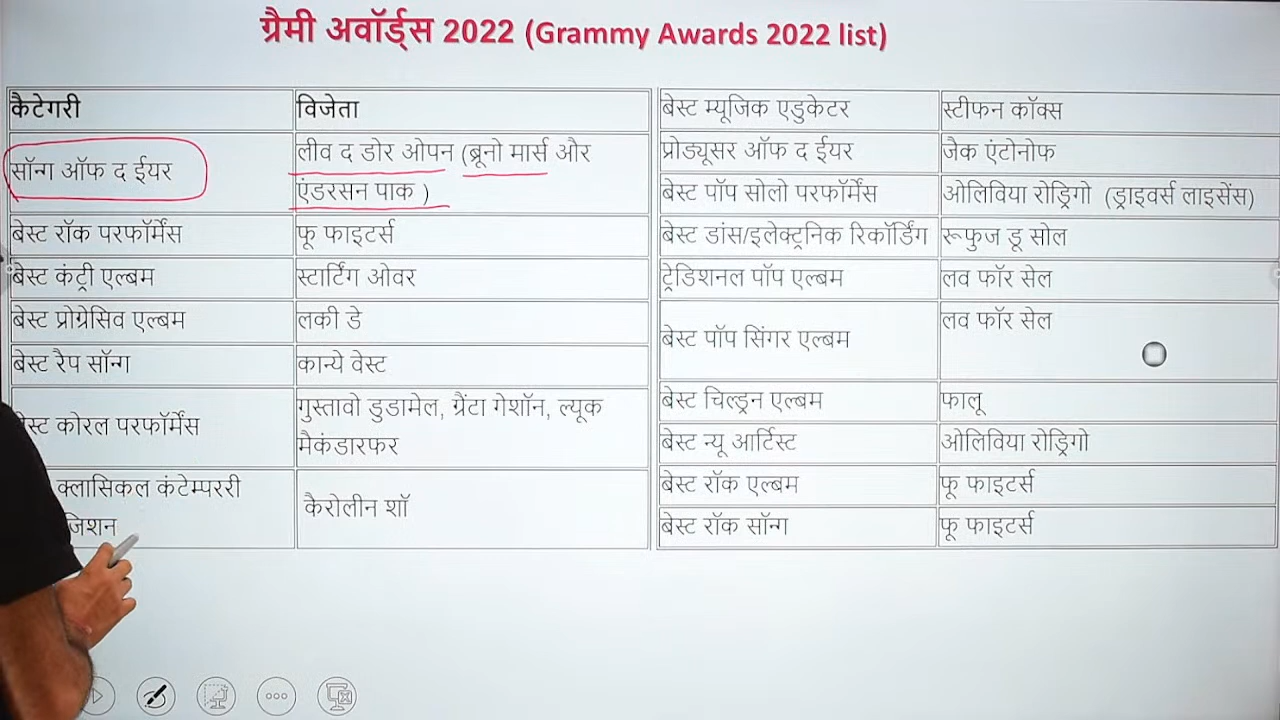 ग्रैमी अवॉर्ड्स 2022 (Grammy Awards 2022 list)
कैटेगरी
विजेता
सॉन्ग ऑफ द ईयर
लीव द डोर ओपन (ब्रूनो मार्स और
एंडरसन पाक )
बेस्ट रॉक परफॉर्मेंस
फू फाइटर्स
बेस्ट कंट्री एल्बम
स्टार्टिंग ओवर
बेस्ट प्रोग्रेसिव एल्बम
लकी डे
बेस्ट रैप सॉन्ग
कान्ये वेस्ट
कोरल परफॉर्मेंस
गुस्तावो डुडामेल, ग्रैंटा गेर्शॉन, ल्यूक
मैकंडारफर
क्लासिकल कंटेम्पररी
कैरोलीन शॉ
बेस्ट म्यूजिक एडुकेटर
स्टीफन कॉक्स
प्रोड्यूसर ऑफ द ईयर
जैक एंटोनोफ
बेस्ट पॉप सोलो परफॉर्मेंस
ओलिविया रोड्रिगो (ड्राइवर्स लाइसेंस)
बेस्ट डांस/इलेक्ट्रनिक रिकॉर्डिंग
रूफुज डू सोल
ट्रेडिशनल पॉप एल्बम
लव फॉर सेल
बेस्ट पॉप सिंगर एल्बम
लव फॉर सेल
बेस्ट चिल्ड्रन एल्बम
फालू
बेस्ट न्यू आर्टिस्ट
ओलिविया रोड्रिगो
बेस्ट रॉक एल्बम
फू फाइटर्स
बेस्ट रॉक सॉन्ग
फू फाइटर्स